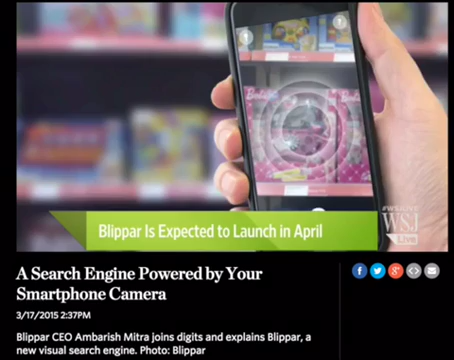 Barbie
#WSJLIVE
WSJ
Live
Blippar Is Expected to Launch in April
A Search Engine Powered by Your
Smartphone Camera
3/17/2015 2:37PM
Blippar CEO Ambarish Mitra joins digits and explains Blippar, a
new visual search engine. Photo: Blippar